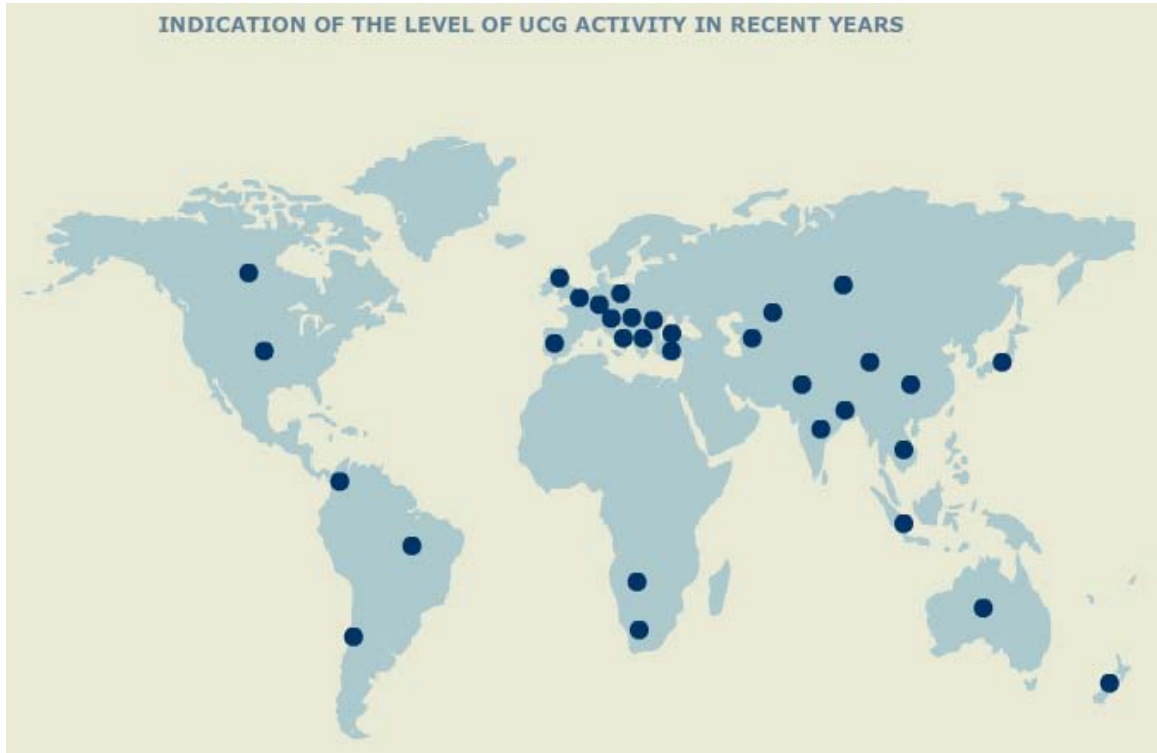 INDICATION OF THE LEVEL OF UCG ACTIVITY IN RECENT YEARS